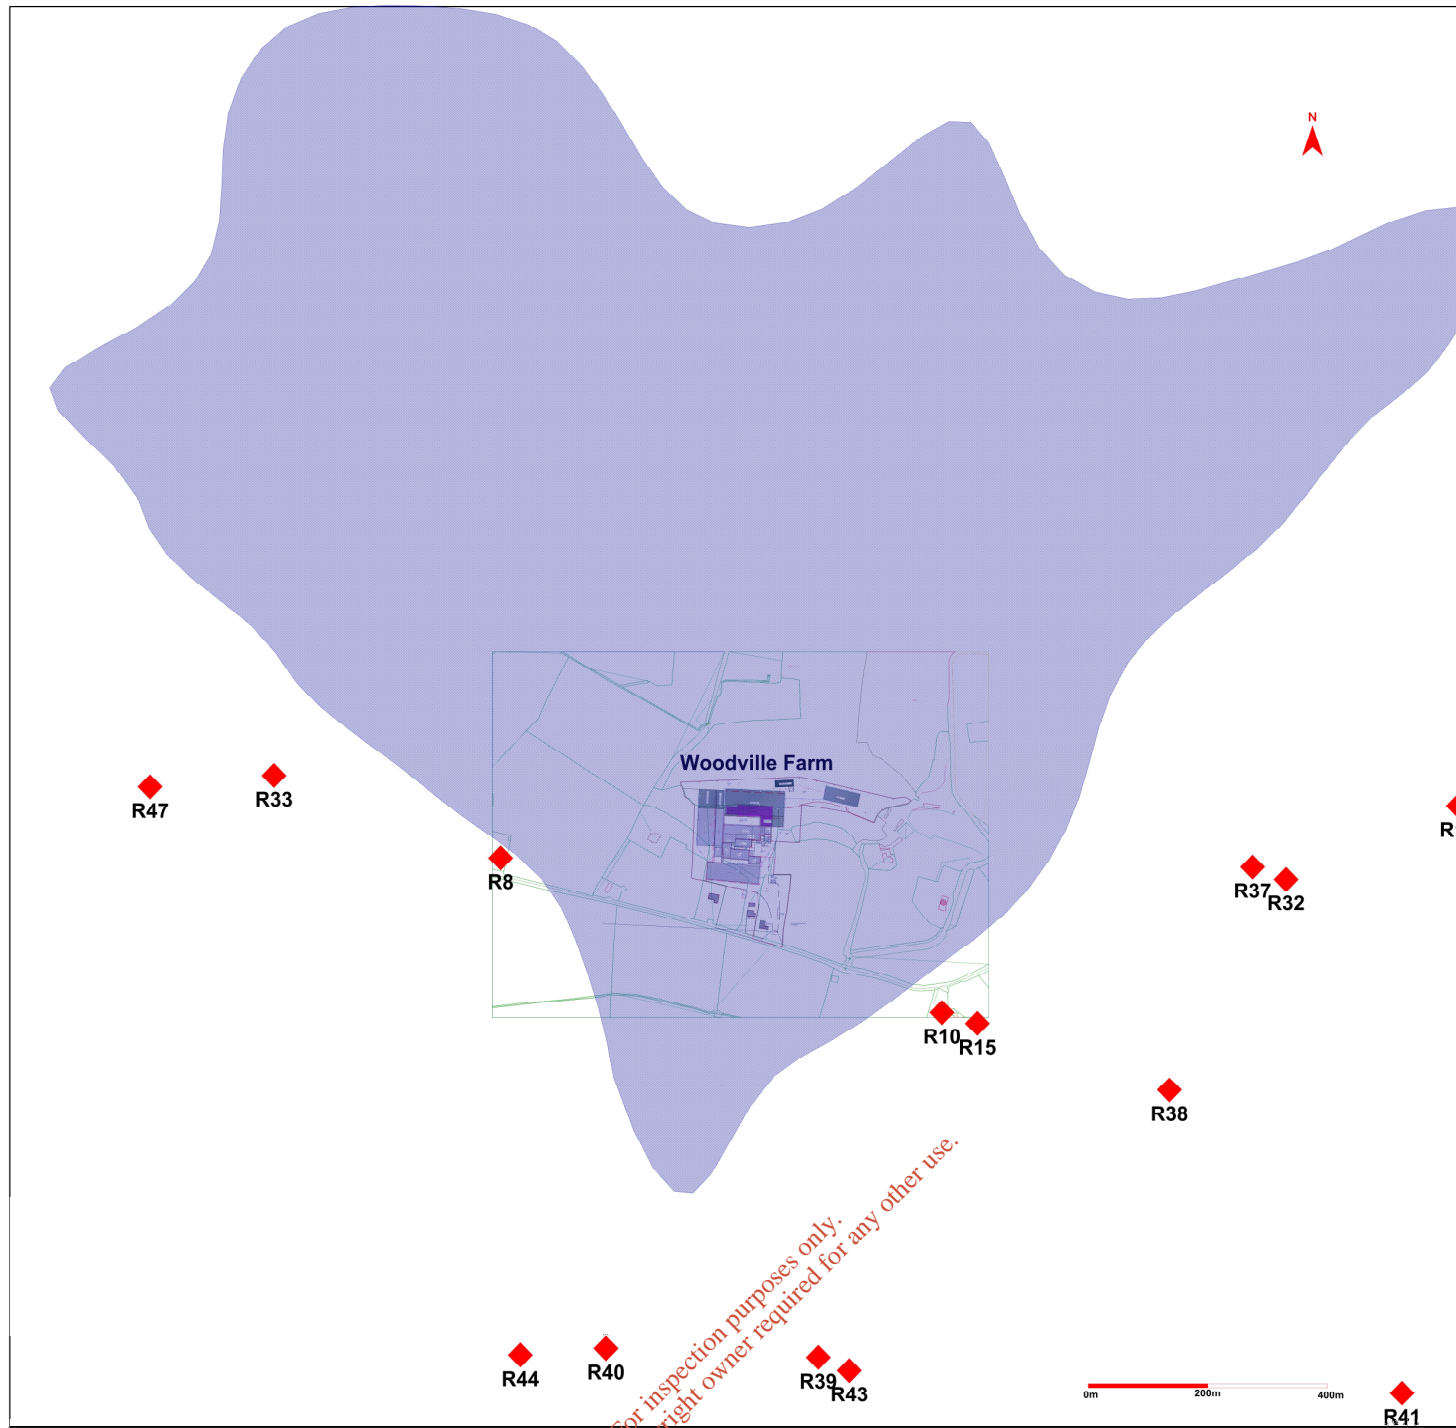 N
Woodville Farm
R47
R33
R8
R
R37
R32
R10
R15
R38
For inspection purposes only.
right owner required for any other use.
R44
R40
R39
R43
0m 200m 400m
R41